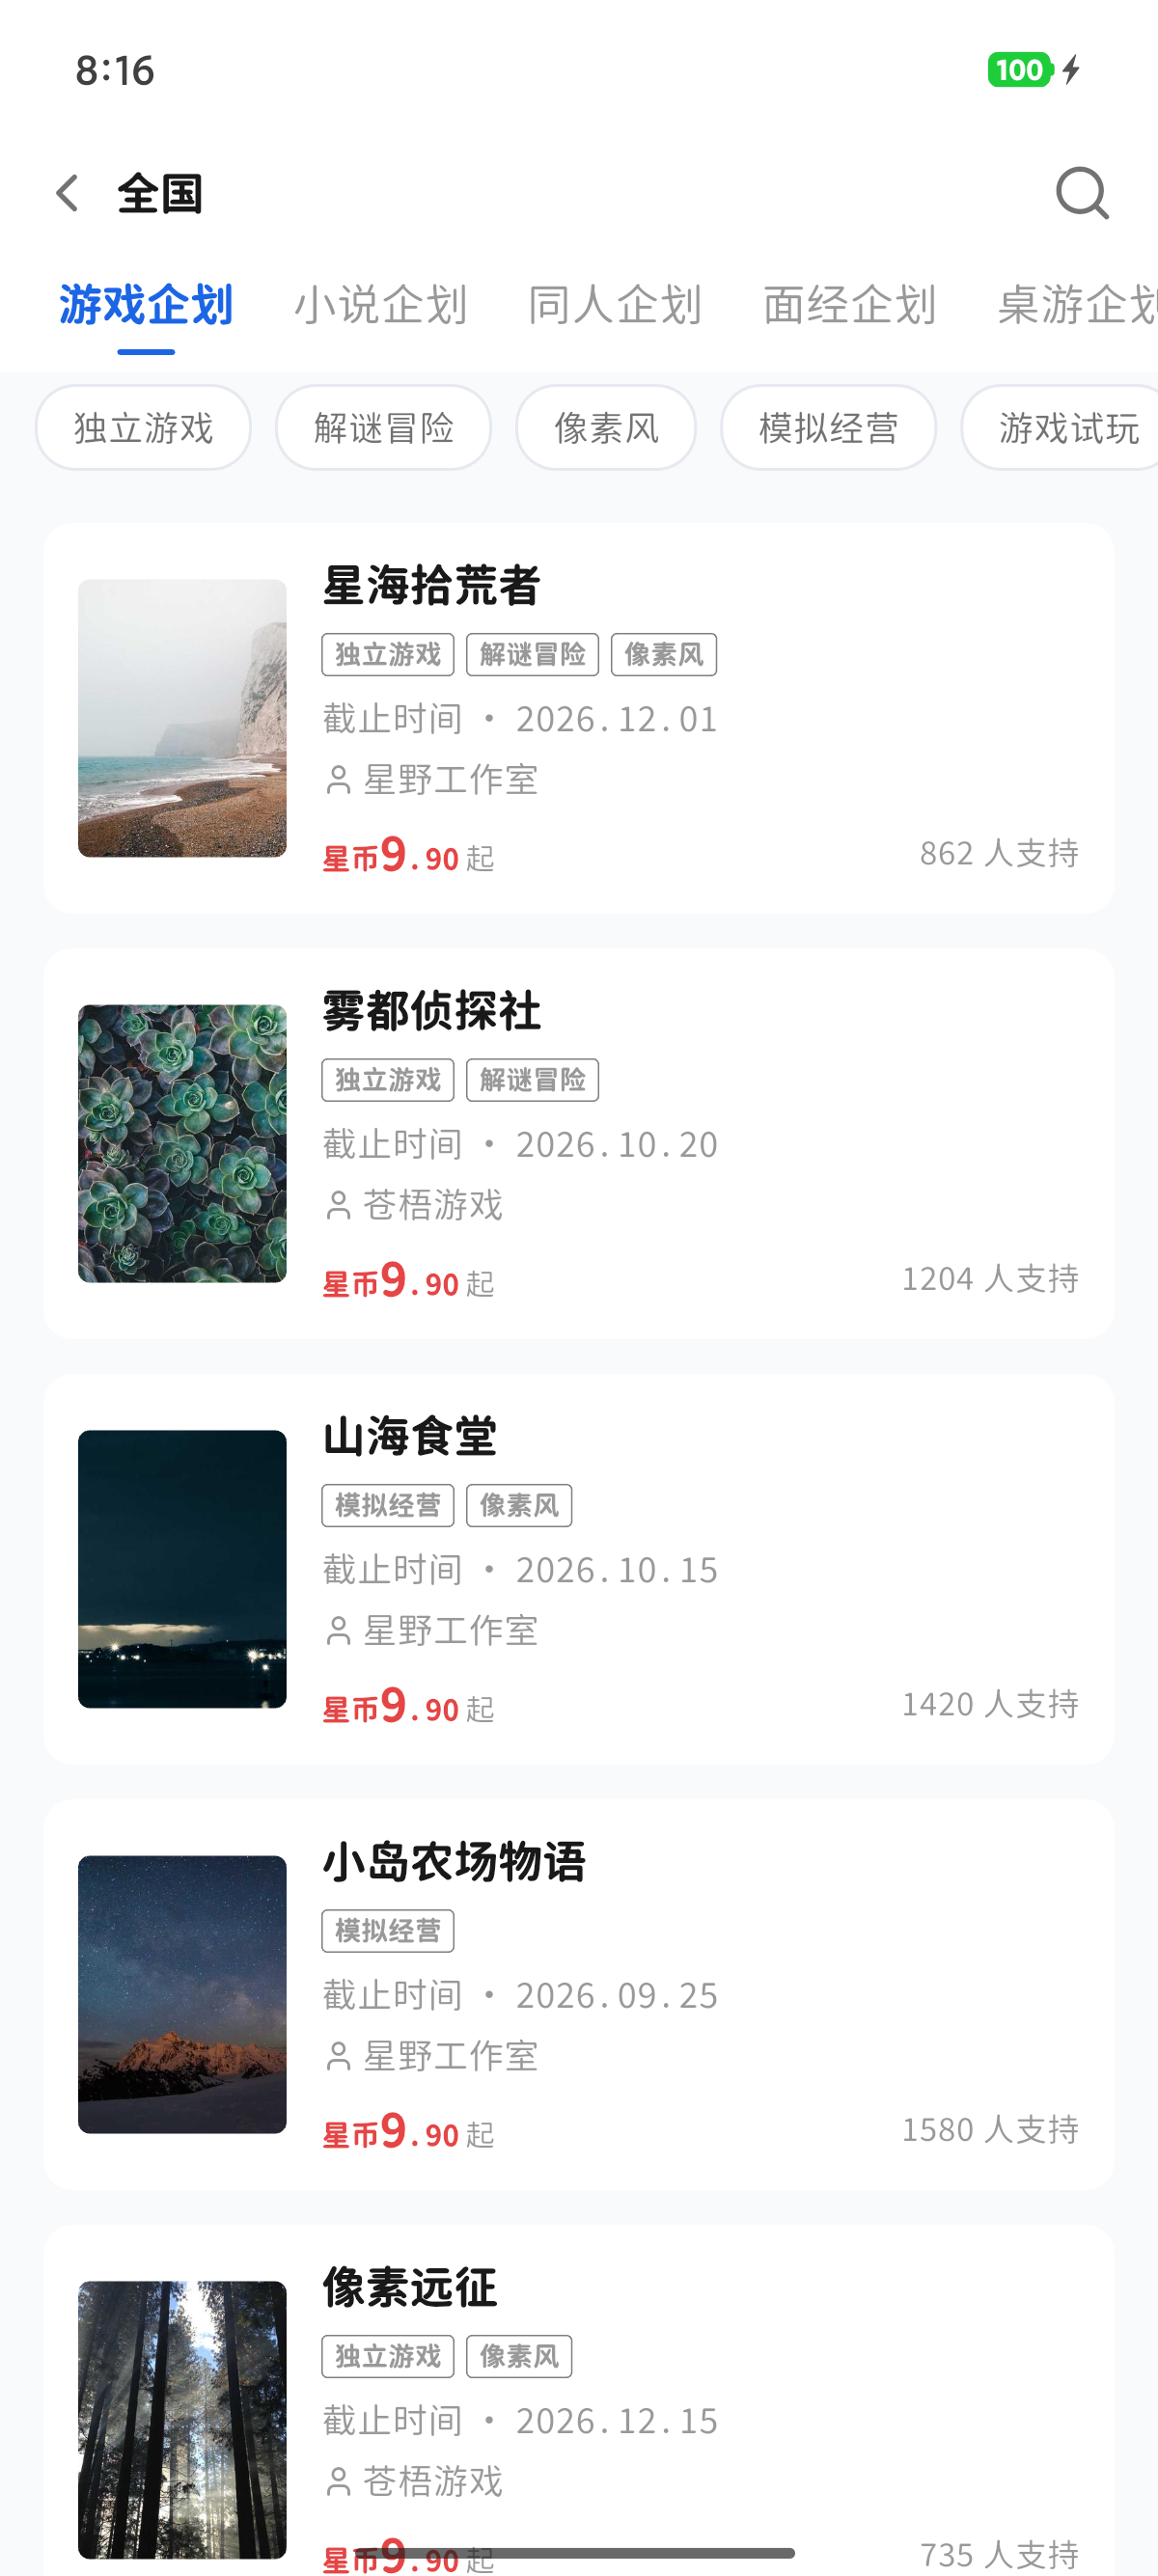 8:16
100
全国
游戏企划 小说企划 同人企划 面经企划 桌游企划
独立游戏 解谜冒险 像素风 模拟经营 游戏试玩
星海拾荒者
独立游戏 解谜冒险 像素风
截止时间 • 2026.12.01
星野工作室
星币9.90 起 862 人支持
雾都侦探社
独立游戏 解谜冒险
截止时间 • 2026.10.20
苍梧游戏
星币9.90 起 1204 人支持
山海食堂
模拟经营 像素风
截止时间 • 2026.10.15
星野工作室
星币9.90 起 1420 人支持
小岛农场物语
模拟经营
截止时间 • 2026.09.25
星野工作室
星币9.90 起 1580 人支持
像素远征
独立游戏 像素风
截止时间 • 2026.12.15
苍梧游戏
星币9.90 起 735 人支持